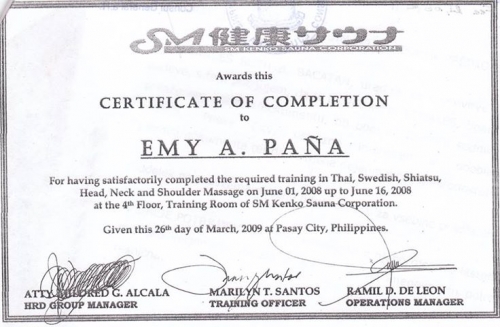 SM健康サウナ
SM KENKO SAUNA CORPORATION
Awards this
CERTIFICATE OF COMPLETION
to
EMY A. PAÑA
For having satisfactorily completed the required training in Thai, Swedish, Shiatsu,
Head, Neck and Shoulder Massage on June 01, 2008 up to June 16, 2008
at the 4th Floor, Training Room of SM Kenko Sauna Corporation.
Given this 26th day of March, 2009 at Pasay City, Philippines.
ATTY. MILDRED G. ALCALA MARILYN T. SANTOS RAMIL D. DE LEON
HRD GROUP MANAGER TRAINING OFFICER OPERATIONS MANAGER